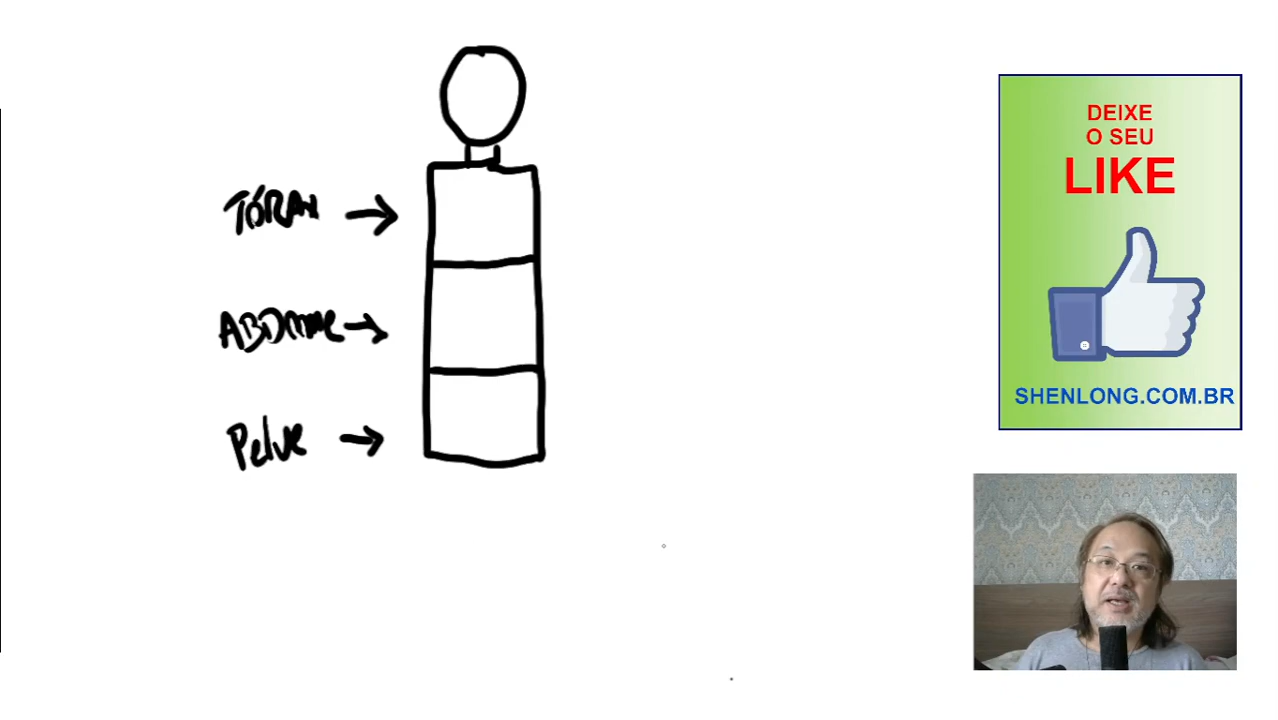 TÓRAX
ABDOME
Pelve
DEIXE
O SEU
LIKE
SHENLONG.COM.BR